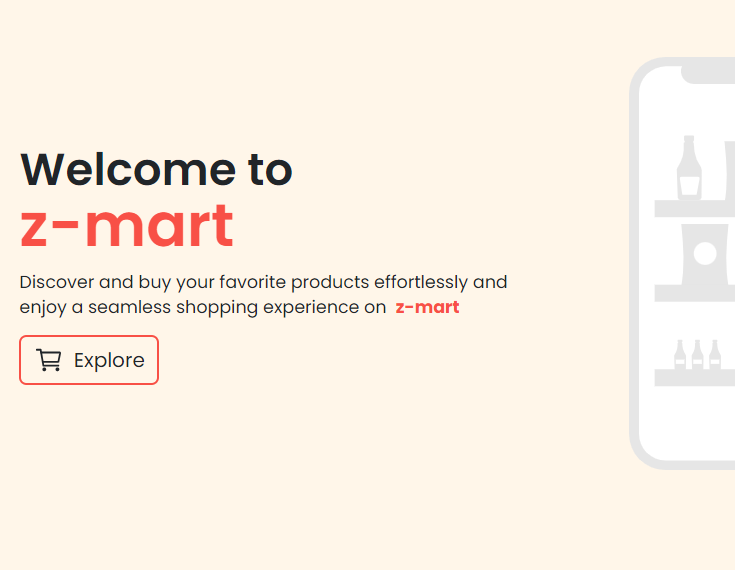 Welcome to
z-mart
Discover and buy your favorite products effortlessly and
enjoy a seamless shopping experience on z-mart
Explore